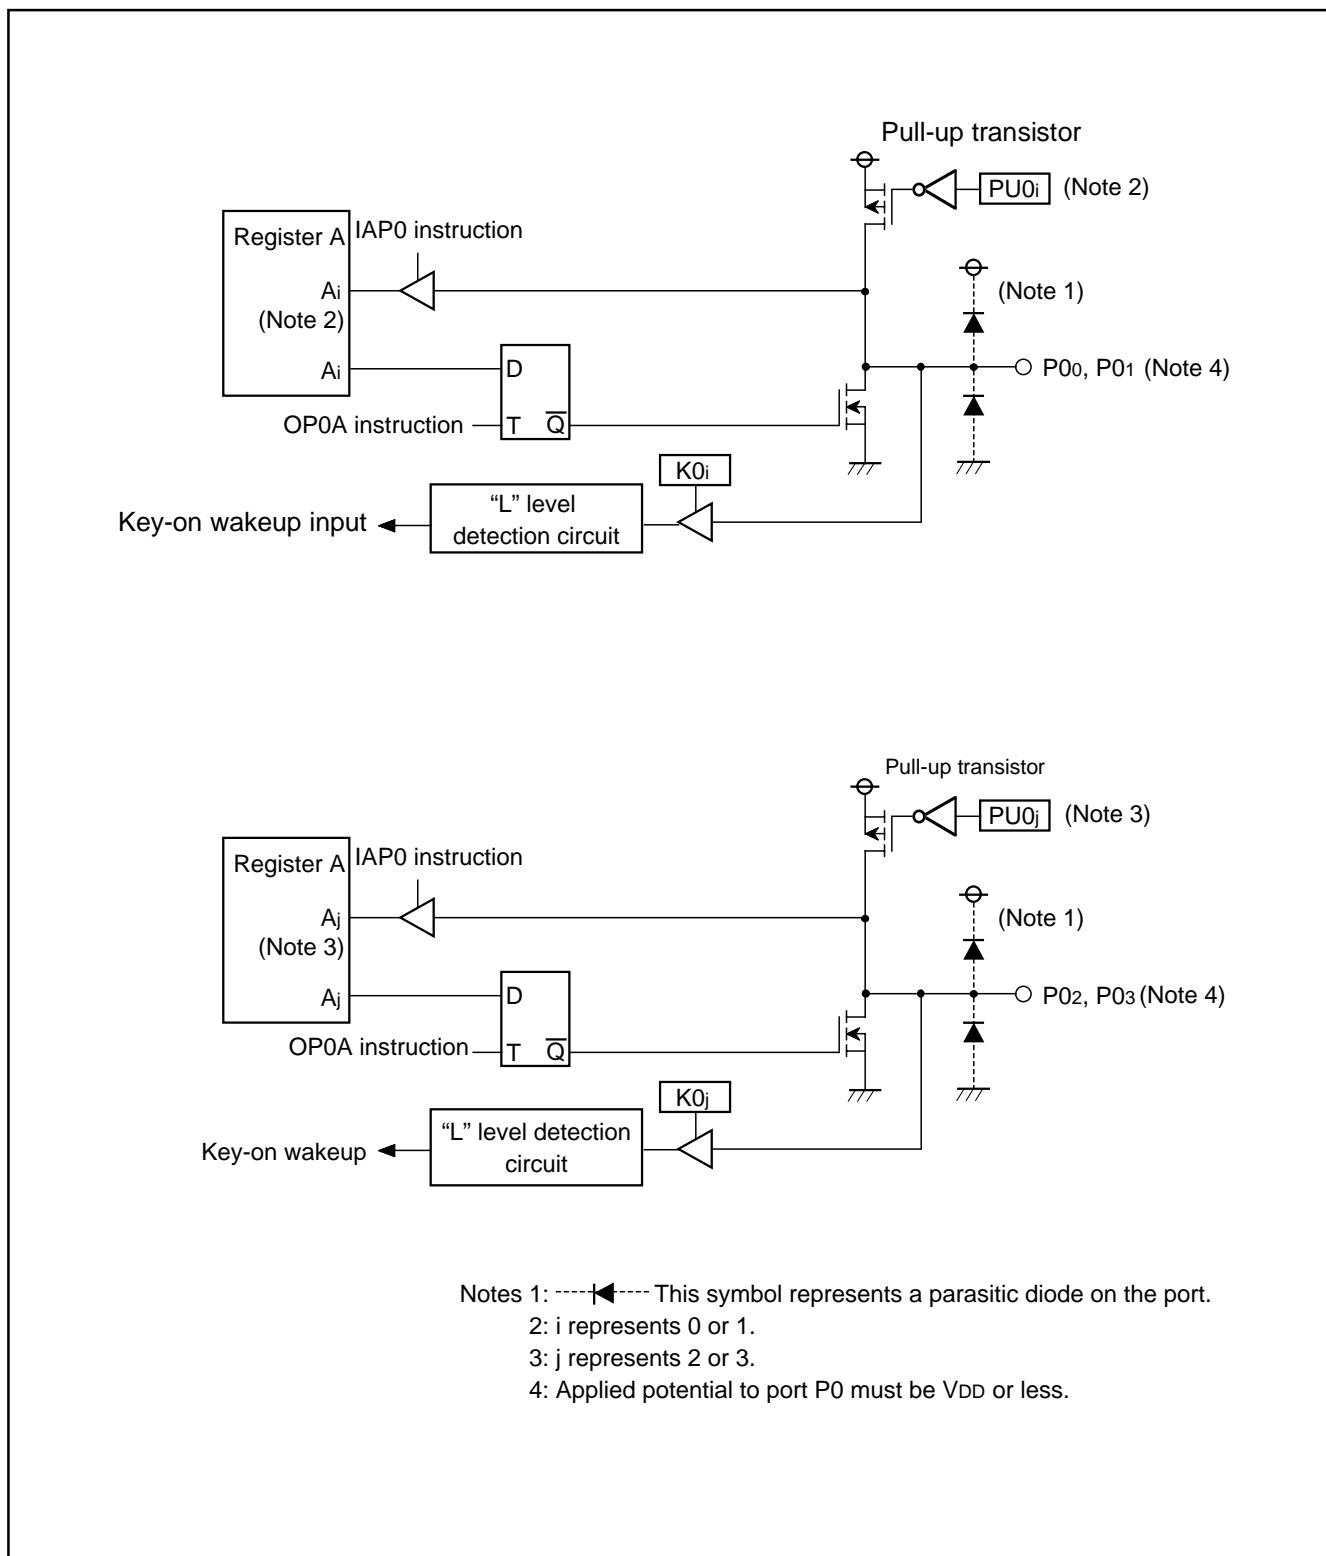 Pull-up transistor
PU0i (Note 2)
Register A
IAP0 instruction
Ai
(Note 2)
(Note 1)
Ai
D
P00, P01 (Note 4)
OP0A instruction
T Q̅
K0i
Key-on wakeup input
“L” level
detection circuit
Pull-up transistor
PU0j (Note 3)
Register A
IAP0 instruction
Aj
(Note 3)
(Note 1)
Aj
D
P02, P03 (Note 4)
OP0A instruction
T Q̅
K0j
Key-on wakeup
“L” level detection
circuit
Notes 1: This symbol represents a parasitic diode on the port.
2: i represents 0 or 1.
3: j represents 2 or 3.
4: Applied potential to port P0 must be VDD or less.